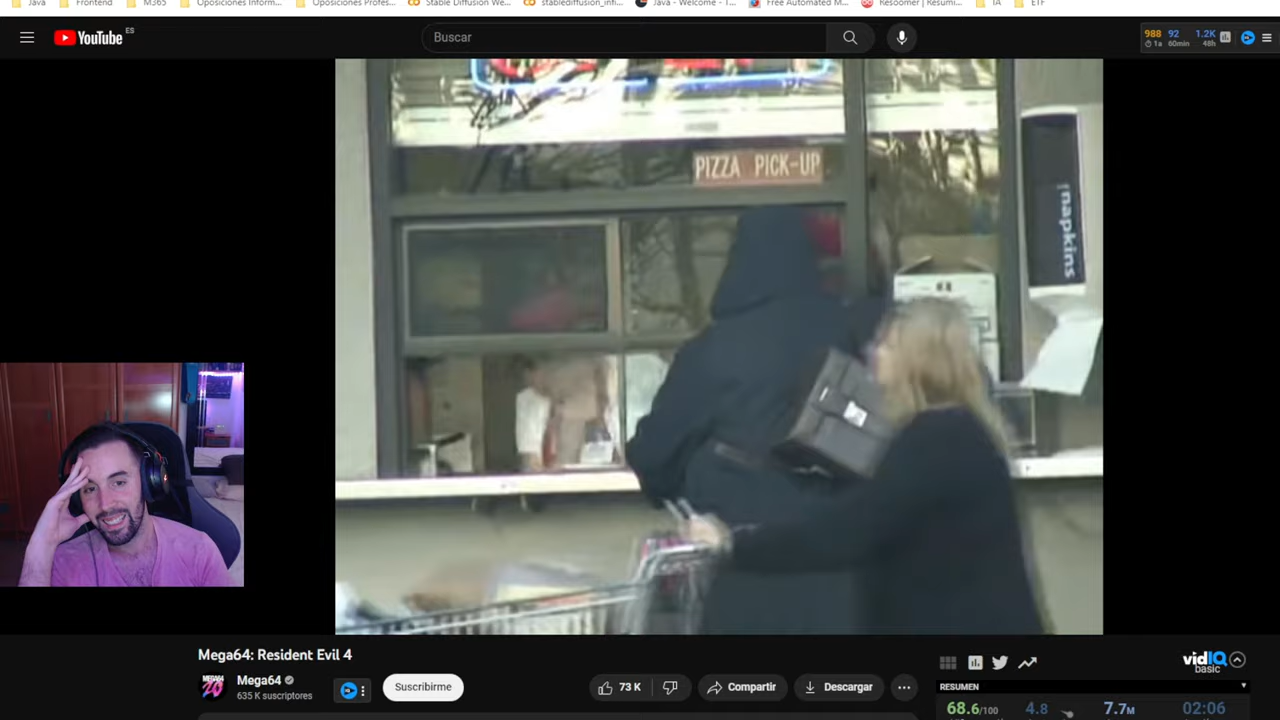 Java
Frontend
M365
Oposiciones Inform...
Oposiciones Profes...
Stable Diffusion We...
stablediffusion_infi...
Java - Welcome - T...
Free Automated M...
Resoomer | Resumi...
IA
ETF
YouTube ES
Buscar
988 92 1.2K
1a 60min 48h
PIZZA PICK-UP
napkins
Mega64: Resident Evil 4
Mega64
635 K suscriptores
Suscribirme
73 K
Compartir
Descargar
vidIQ
basic
RESUMEN
68.6/100 4.8 7.7M 02:06